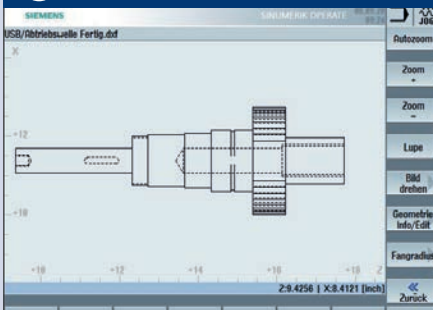 SIEMENS
SINUMERIK OPERATE
JOG
USB/Abtriebswelle Fertig.dxf
Autozoom
X
Zoom
+
Zoom
-
+12
Lupe
Bild
drehen
+10
Geometrie
Info/Edit
Fangradius
+10 +12 +14 +16 +18 Z
Z:9.4256 | X:8.4121 [inch]
Zurück